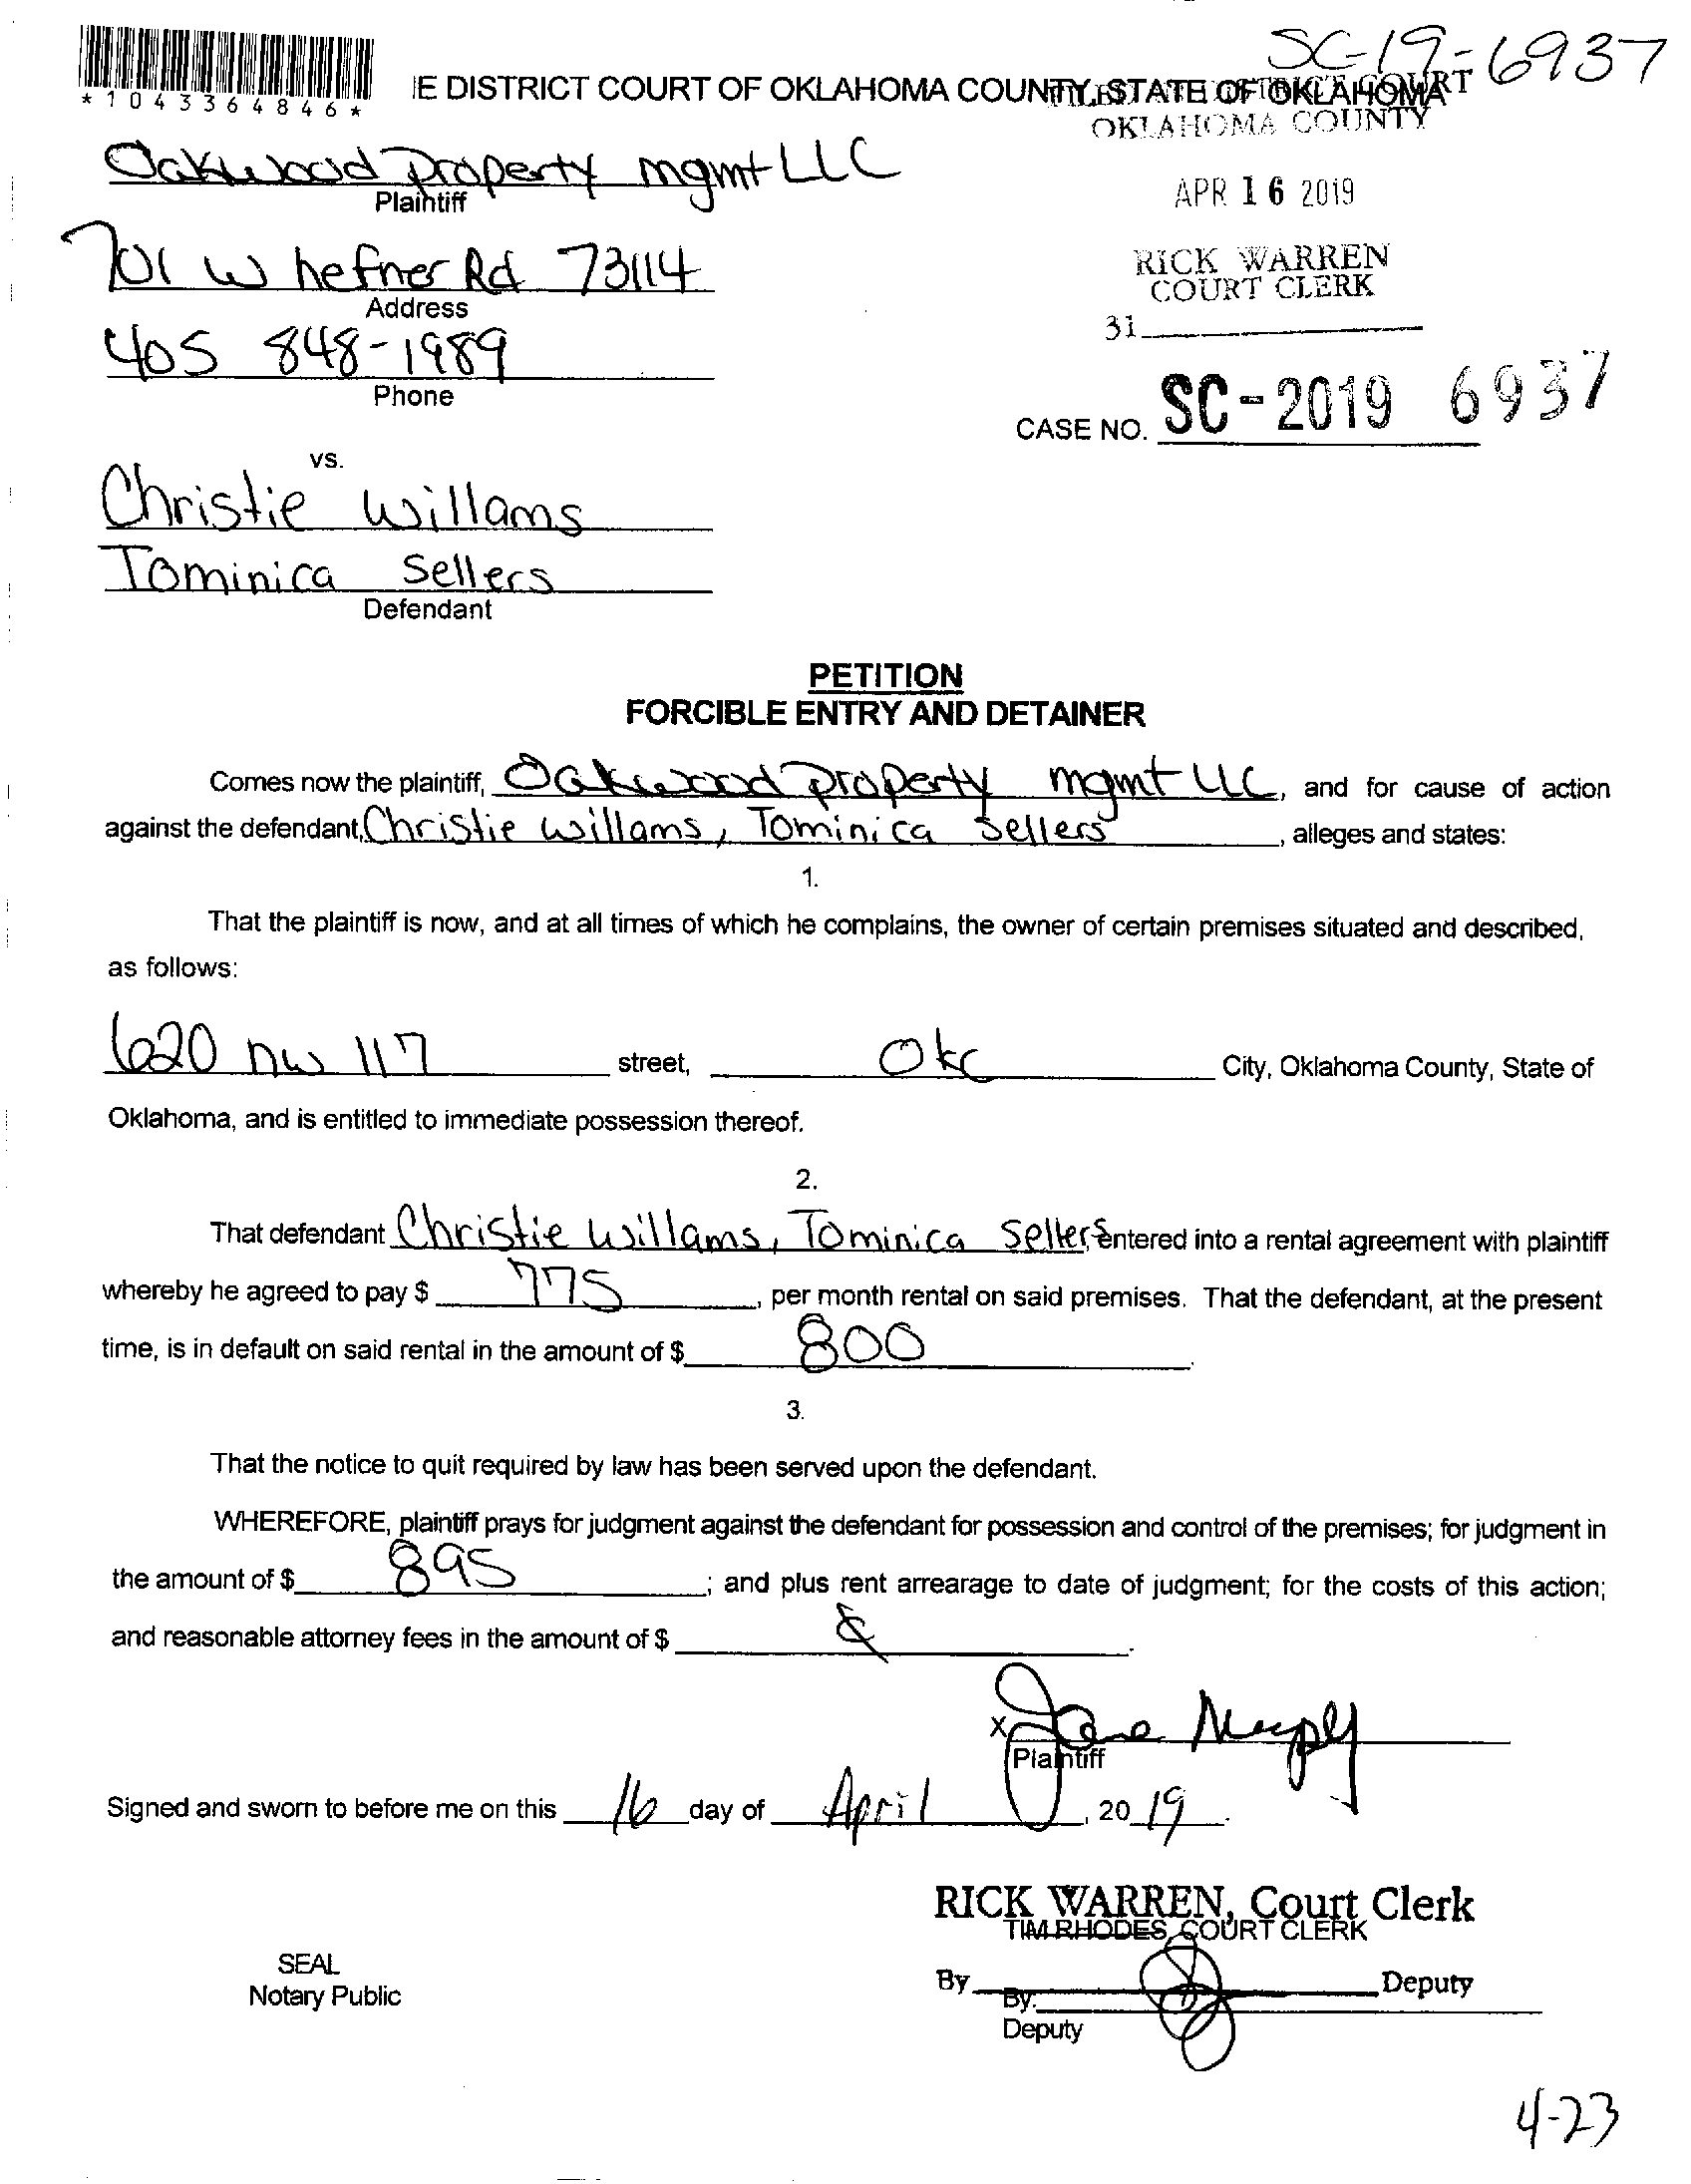 SC-19-6937
*1043364846*
IE DISTRICT COURT OF OKLAHOMA COUNTY, STATE OF OKLAHOMA
COURT
OKLAHOMA COUNTY
Oakwood Property mgmt LLC
Plaintiff
APR 16 2019
701 W hefner Rd 73114
Address
RICK WARREN
COURT CLERK
31
405 848-1989
Phone
CASE NO. SC-2019 6937
vs.
Christie Willams
Tominica Sellers
Defendant
PETITION
FORCIBLE ENTRY AND DETAINER
Comes now the plaintiff, Oakwood property mgmt LLC, and for cause of action
against the defendant, Christie Willams, Tominica Sellers, alleges and states:
1.
That the plaintiff is now, and at all times of which he complains, the owner of certain premises situated and described,
as follows:
620 nw 117 street, Okc City, Oklahoma County, State of
Oklahoma, and is entitled to immediate possession thereof.
2.
That defendant Christie Willams, Tominica Sellers entered into a rental agreement with plaintiff
whereby he agreed to pay $ 775, per month rental on said premises. That the defendant, at the present
time, is in default on said rental in the amount of $ 800.
3.
That the notice to quit required by law has been served upon the defendant.
WHEREFORE, plaintiff prays for judgment against the defendant for possession and control of the premises; for judgment in
the amount of $ 895; and plus rent arrearage to date of judgment; for the costs of this action;
and reasonable attorney fees in the amount of $
x
Plaintiff
Signed and sworn to before me on this 16 day of April, 2019.
RICK WARREN, Court Clerk
TIM RHODES, COURT CLERK
SEAL
Notary Public
By Deputy
By:
Deputy
4-23